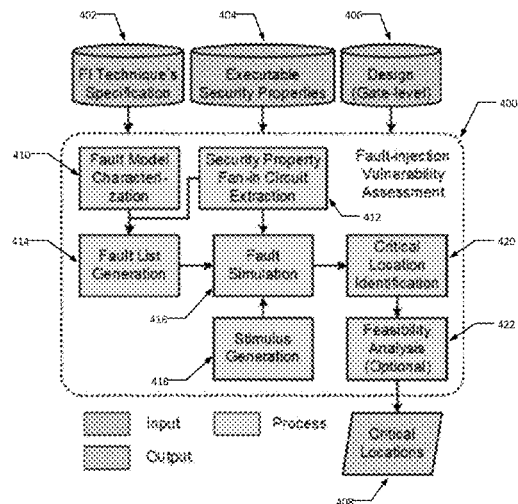 402
404
406
FI Technique's
Specification
Executable
Security Properties
Design
(Gate-level)
400
410
Fault Model
Characteri-
zation
Security Property
Fan-in Circuit
Extraction
Fault-injection
Vulnerability
Assessment
412
414
Fault List
Generation
Fault
Simulation
Critical
Location
Identification
420
416
418
Stimulus
Generation
Feasibility
Analysis
(Optional)
422
Input
Process
Output
Critical
Locations
408